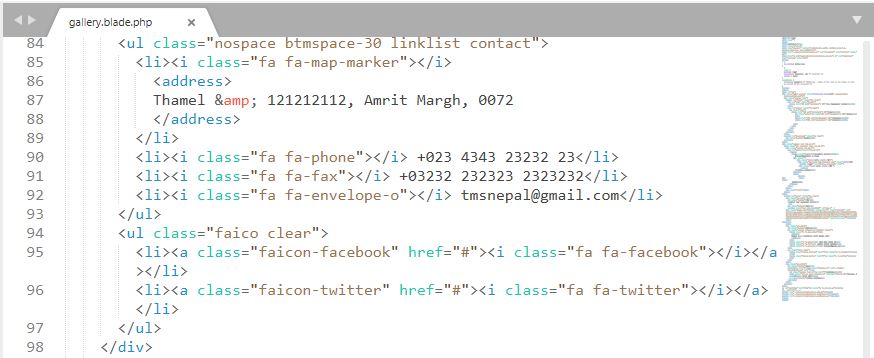 gallery.blade.php ×
84 <ul class="nospace btmspace-30 linklist contact">
85 <li><i class="fa fa-map-marker"></i>
86 <address>
87 Thamel &amp; 121212112, Amrit Margh, 0072
88 </address>
89 </li>
90 <li><i class="fa fa-phone"></i> +023 4343 23232 23</li>
91 <li><i class="fa fa-fax"></i> +03232 232323 2323232</li>
92 <li><i class="fa fa-envelope-o"></i> tmsnepal@gmail.com</li>
93 </ul>
94 <ul class="faico clear">
95 <li><a class="faicon-facebook" href="#"><i class="fa fa-facebook"></i></a
></li>
96 <li><a class="faicon-twitter" href="#"><i class="fa fa-twitter"></i></a>
</li>
97 </ul>
98 </div>